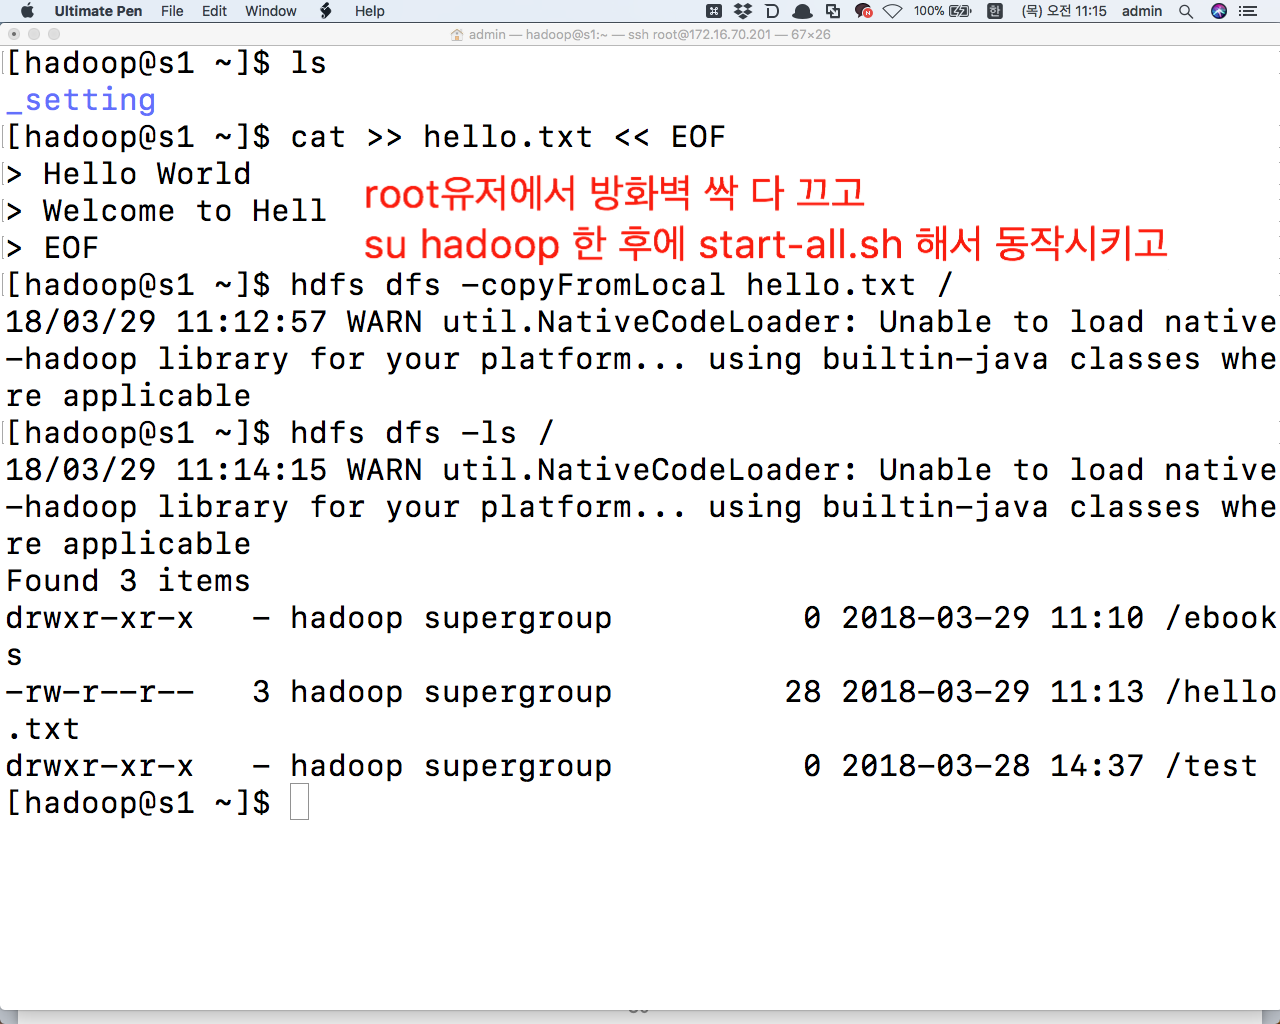 Ultimate Pen File Edit Window Help 100% 한 (목) 오전 11:15 admin
admin — hadoop@s1:~ — ssh root@172.16.70.201 — 67×26
[hadoop@s1 ~]$ ls
_setting
[hadoop@s1 ~]$ cat >> hello.txt << EOF
> Hello World
root유저에서 방화벽 싹 다 끄고
> Welcome to Hell
su hadoop 한 후에 start-all.sh 해서 동작시키고
> EOF
[hadoop@s1 ~]$ hdfs dfs -copyFromLocal hello.txt /
18/03/29 11:12:57 WARN util.NativeCodeLoader: Unable to load native
-hadoop library for your platform... using builtin-java classes whe
re applicable
[hadoop@s1 ~]$ hdfs dfs -ls /
18/03/29 11:14:15 WARN util.NativeCodeLoader: Unable to load native
-hadoop library for your platform... using builtin-java classes whe
re applicable
Found 3 items
drwxr-xr-x   - hadoop supergroup          0 2018-03-29 11:10 /ebook
s
-rw-r--r--   3 hadoop supergroup         28 2018-03-29 11:13 /hello
.txt
drwxr-xr-x   - hadoop supergroup          0 2018-03-28 14:37 /test
[hadoop@s1 ~]$